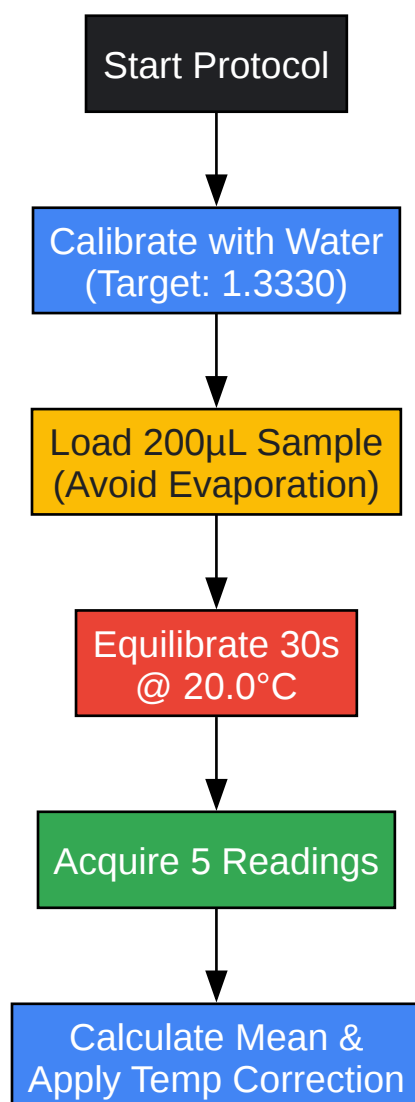 Start Protocol
Calibrate with Water
(Target: 1.3330)
Load 200µL Sample
(Avoid Evaporation)
Equilibrate 30s
@ 20.0°C
Acquire 5 Readings
Calculate Mean &
Apply Temp Correction